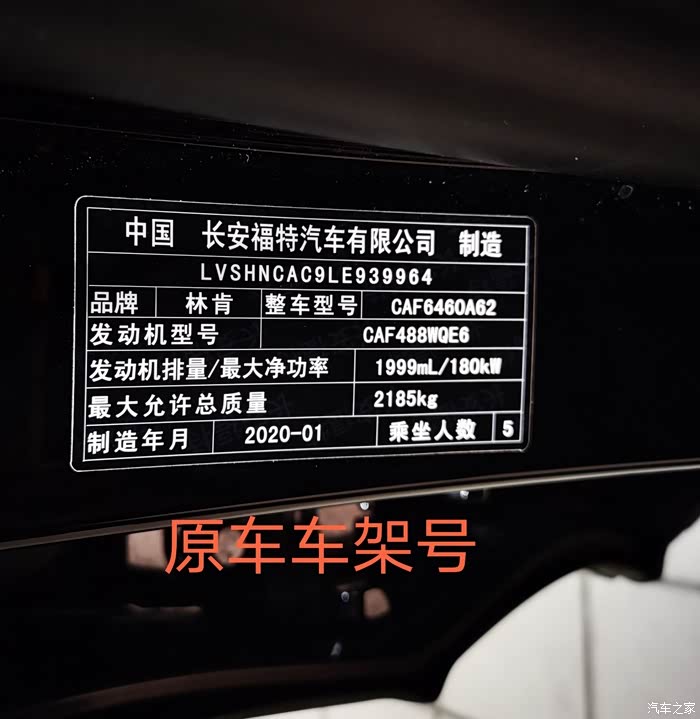 中国 长安福特汽车有限公司 制造
LVSHNCAC9LE939964
品牌 林肯 整车型号 CAF6460A62
发动机型号 CAF488WQE6
发动机排量/最大净功率 1999mL/180kW
最大允许总质量 2185kg
制造年月 2020-01 乘坐人数 5
原车车架号
汽车之家